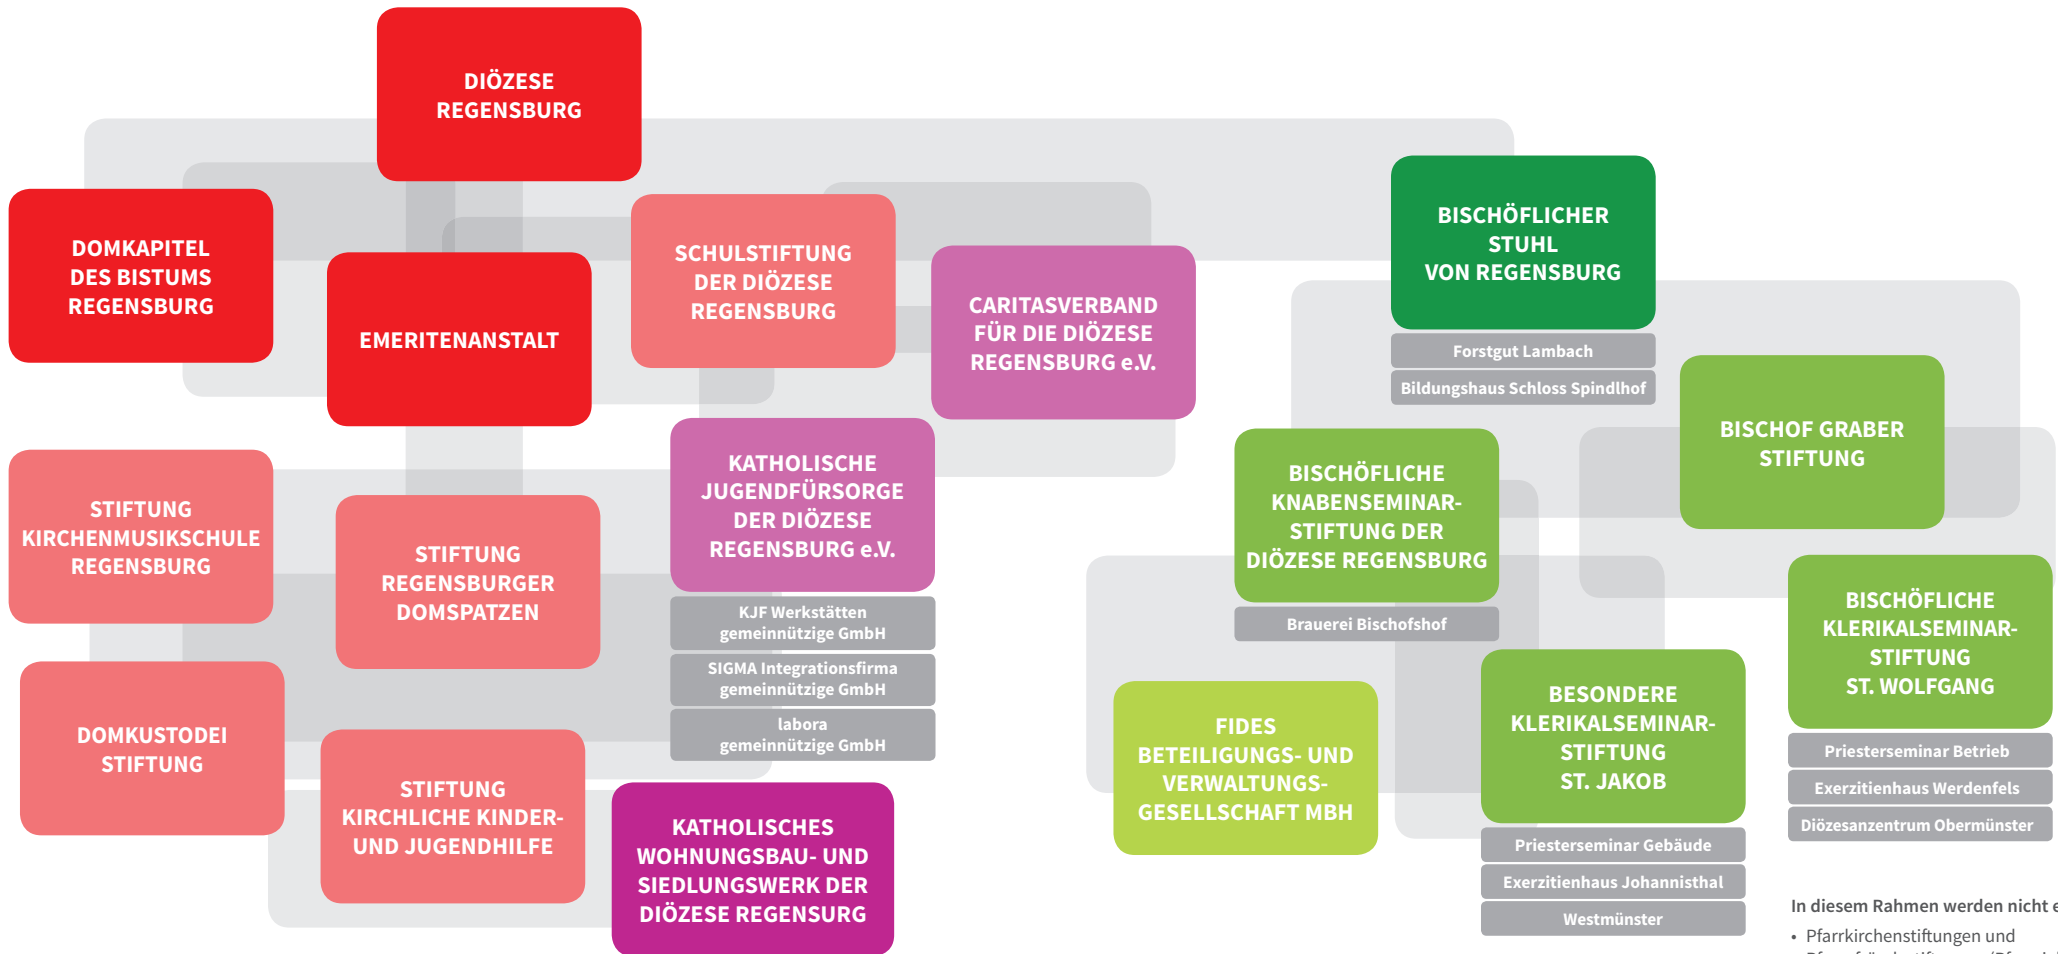 DIÖZESE
REGENSBURG
DOMKAPITEL
DES BISTUMS
REGENSBURG
EMERITENANSTALT
SCHULSTIFTUNG
DER DIÖZESE
REGENSBURG
CARITASVERBAND
FÜR DIE DIÖZESE
REGENSBURG e.V.
BISCHÖFLICHER
STUHL
VON REGENSBURG
Forstgut Lambach
Bildungshaus Schloss Spindlhof
BISCHOF GRABER
STIFTUNG
STIFTUNG
KIRCHENMUSIKSCHULE
REGENSBURG
STIFTUNG
REGENSBURGER
DOMSPATZEN
KATHOLISCHE
JUGENDFÜRSORGE
DER DIÖZESE
REGENSBURG e.V.
KJF Werkstätten
gemeinnützige GmbH
SIGMA Integrationsfirma
gemeinnützige GmbH
labora
gemeinnützige GmbH
BISCHÖFLICHE
KNABENSEMINAR-
STIFTUNG DER
DIÖZESE REGENSBURG
Brauerei Bischofshof
BISCHÖFLICHE
KLERIKALSEMINAR-
STIFTUNG
ST. WOLFGANG
Priesterseminar Betrieb
Exerzitienhaus Werdenfels
Diözesanzentrum Obermünster
DOMKUSTODEI
STIFTUNG
STIFTUNG
KIRCHLICHE KINDER-
UND JUGENDHILFE
KATHOLISCHES
WOHNUNGSBAU- UND
SIEDLUNGSWERK DER
DIÖZESE REGENSURG
FIDES
BETEILIGUNGS- UND
VERWALTUNGS-
GESELLSCHAFT MBH
BESONDERE
KLERIKALSEMINAR-
STIFTUNG
ST. JAKOB
Priesterseminar Gebäude
Exerzitienhaus Johannisthal
Westmünster
In diesem Rahmen werden nicht
• Pfarrkirchenstiftungen und